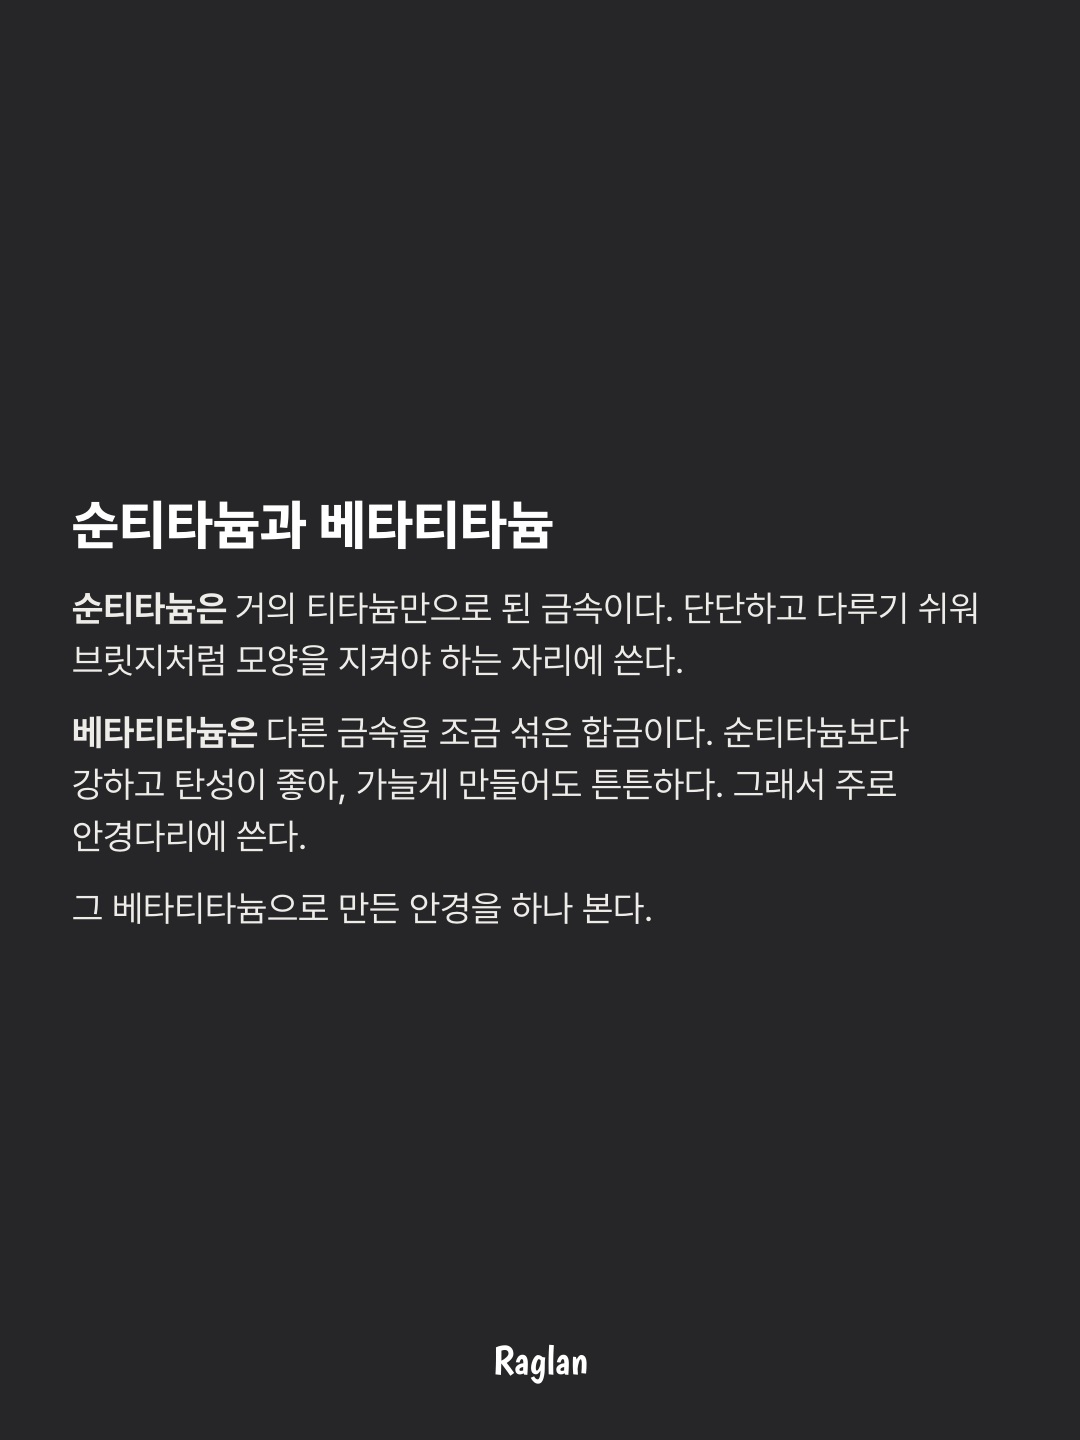 순티타늄과 베타티타늄
순티타늄은 거의 티타늄만으로 된 금속이다. 단단하고 다루기 쉬워
브릿지처럼 모양을 지켜야 하는 자리에 쓴다.
베타티타늄은 다른 금속을 조금 섞은 합금이다. 순티타늄보다
강하고 탄성이 좋아, 가늘게 만들어도 튼튼하다. 그래서 주로
안경다리에 쓴다.
그 베타티타늄으로 만든 안경을 하나 본다.
Raglan